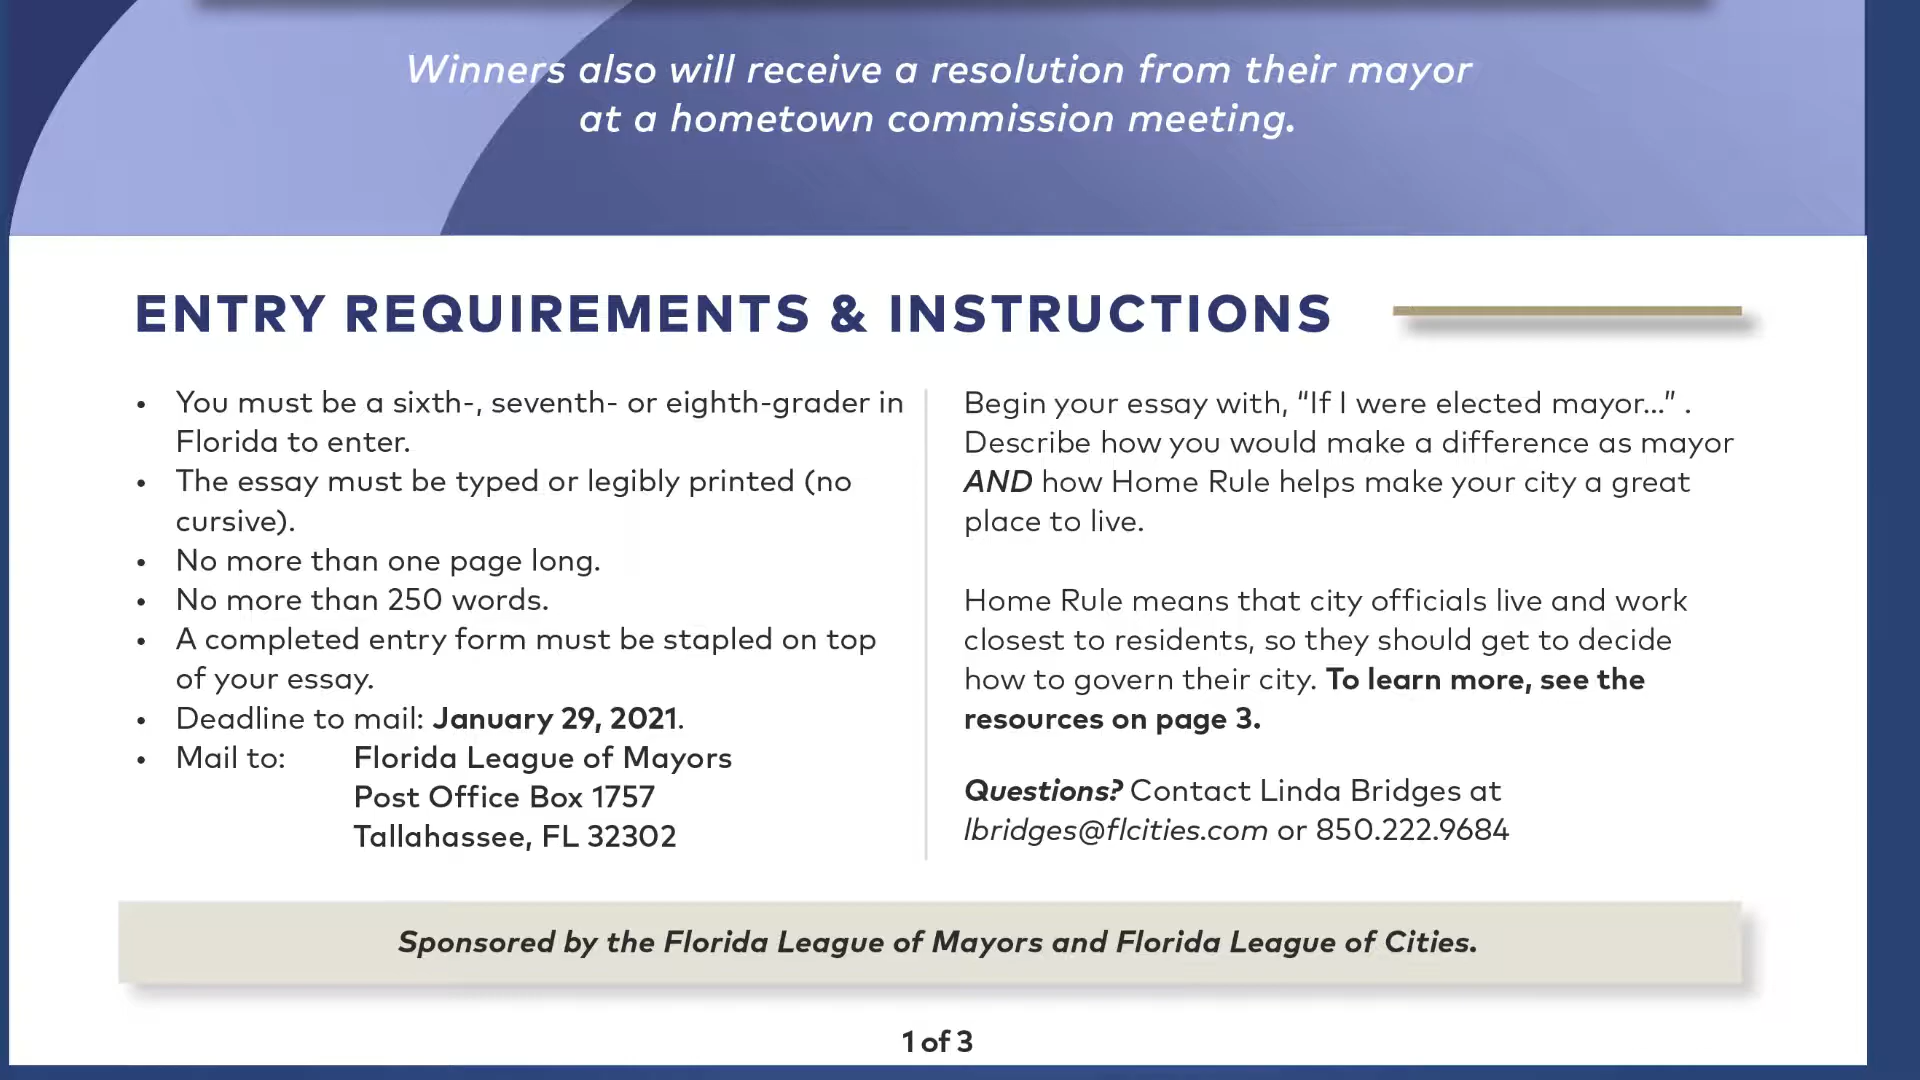 Winners also will receive a resolution from their mayor
at a hometown commission meeting.
ENTRY REQUIREMENTS & INSTRUCTIONS
• You must be a sixth-, seventh- or eighth-grader in
Florida to enter.
• The essay must be typed or legibly printed (no
cursive).
• No more than one page long.
• No more than 250 words.
• A completed entry form must be stapled on top
of your essay.
• Deadline to mail: January 29, 2021.
• Mail to: Florida League of Mayors
Post Office Box 1757
Tallahassee, FL 32302
Begin your essay with, “If I were elected mayor...” .
Describe how you would make a difference as mayor
AND how Home Rule helps make your city a great
place to live.
Home Rule means that city officials live and work
closest to residents, so they should get to decide
how to govern their city. To learn more, see the
resources on page 3.
Questions? Contact Linda Bridges at
lbridges@flcities.com or 850.222.9684
Sponsored by the Florida League of Mayors and Florida League of Cities.
1 of 3